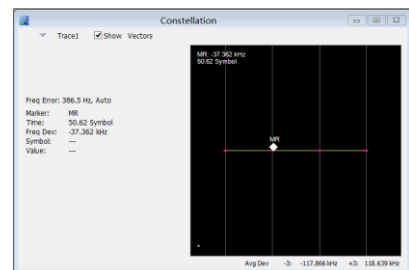 Constellation
Trace1 Show Vectors
MR: -37.362 kHz
50.62 Symbol
Freq Error: 386.5 Hz, Auto
Marker: MR
Time: 50.62 Symbol
Freq Dev: -37.362 kHz
Symbol: ---
Value: ---
MR
Avg Dev -3: -117.866 kHz +3: 118.639 kHz